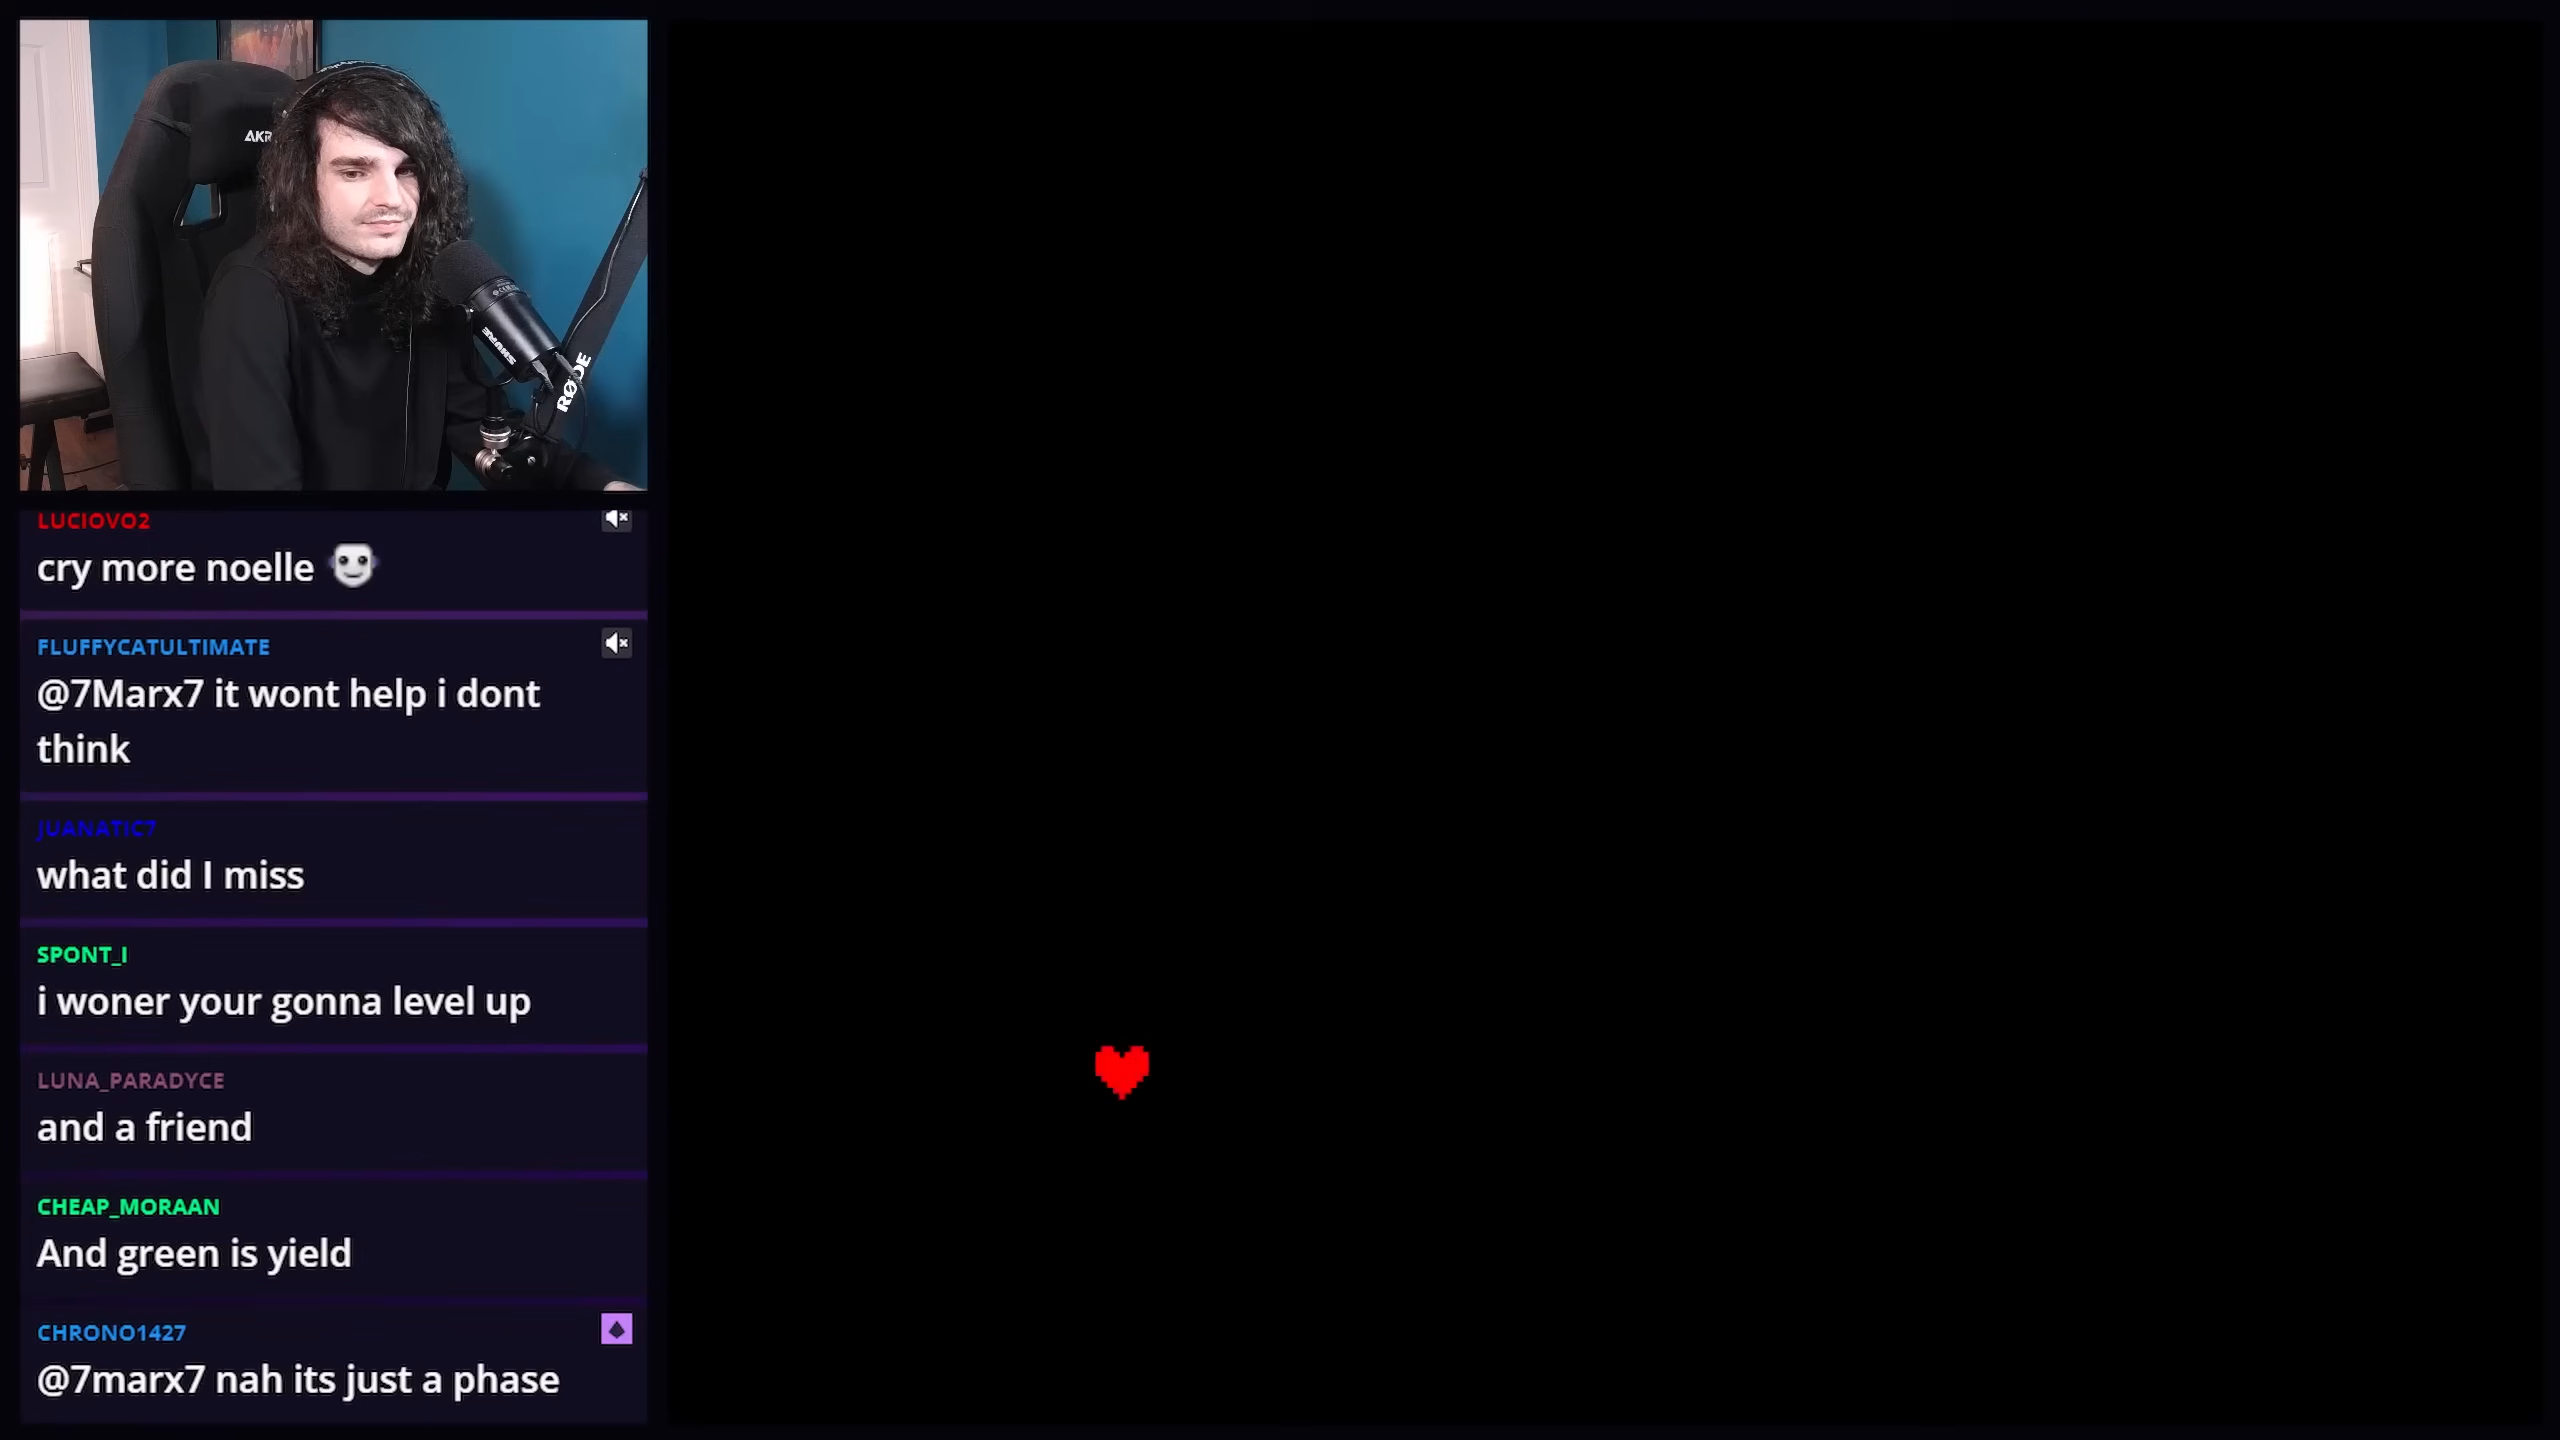 AKR
SHURE
RØDE
LUCIOVO2
cry more noelle
FLUFFYCATULTIMATE
@7Marx7 it wont help i dont
think
JUANATIC7
what did I miss
SPONT_I
i woner your gonna level up
LUNA_PARADYCE
and a friend
CHEAP_MORAAN
And green is yield
CHRONO1427
@7marx7 nah its just a phase